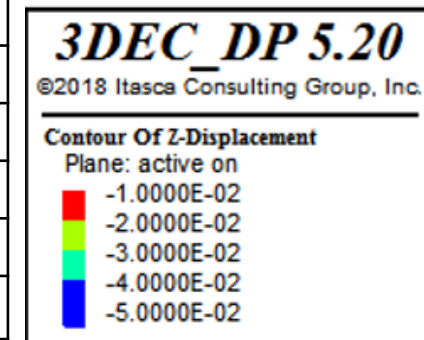 3DEC_DP 5.20
©2018 Itasca Consulting Group, Inc.
Contour Of Z-Displacement
Plane: active on
-1.0000E-02
-2.0000E-02
-3.0000E-02
-4.0000E-02
-5.0000E-02